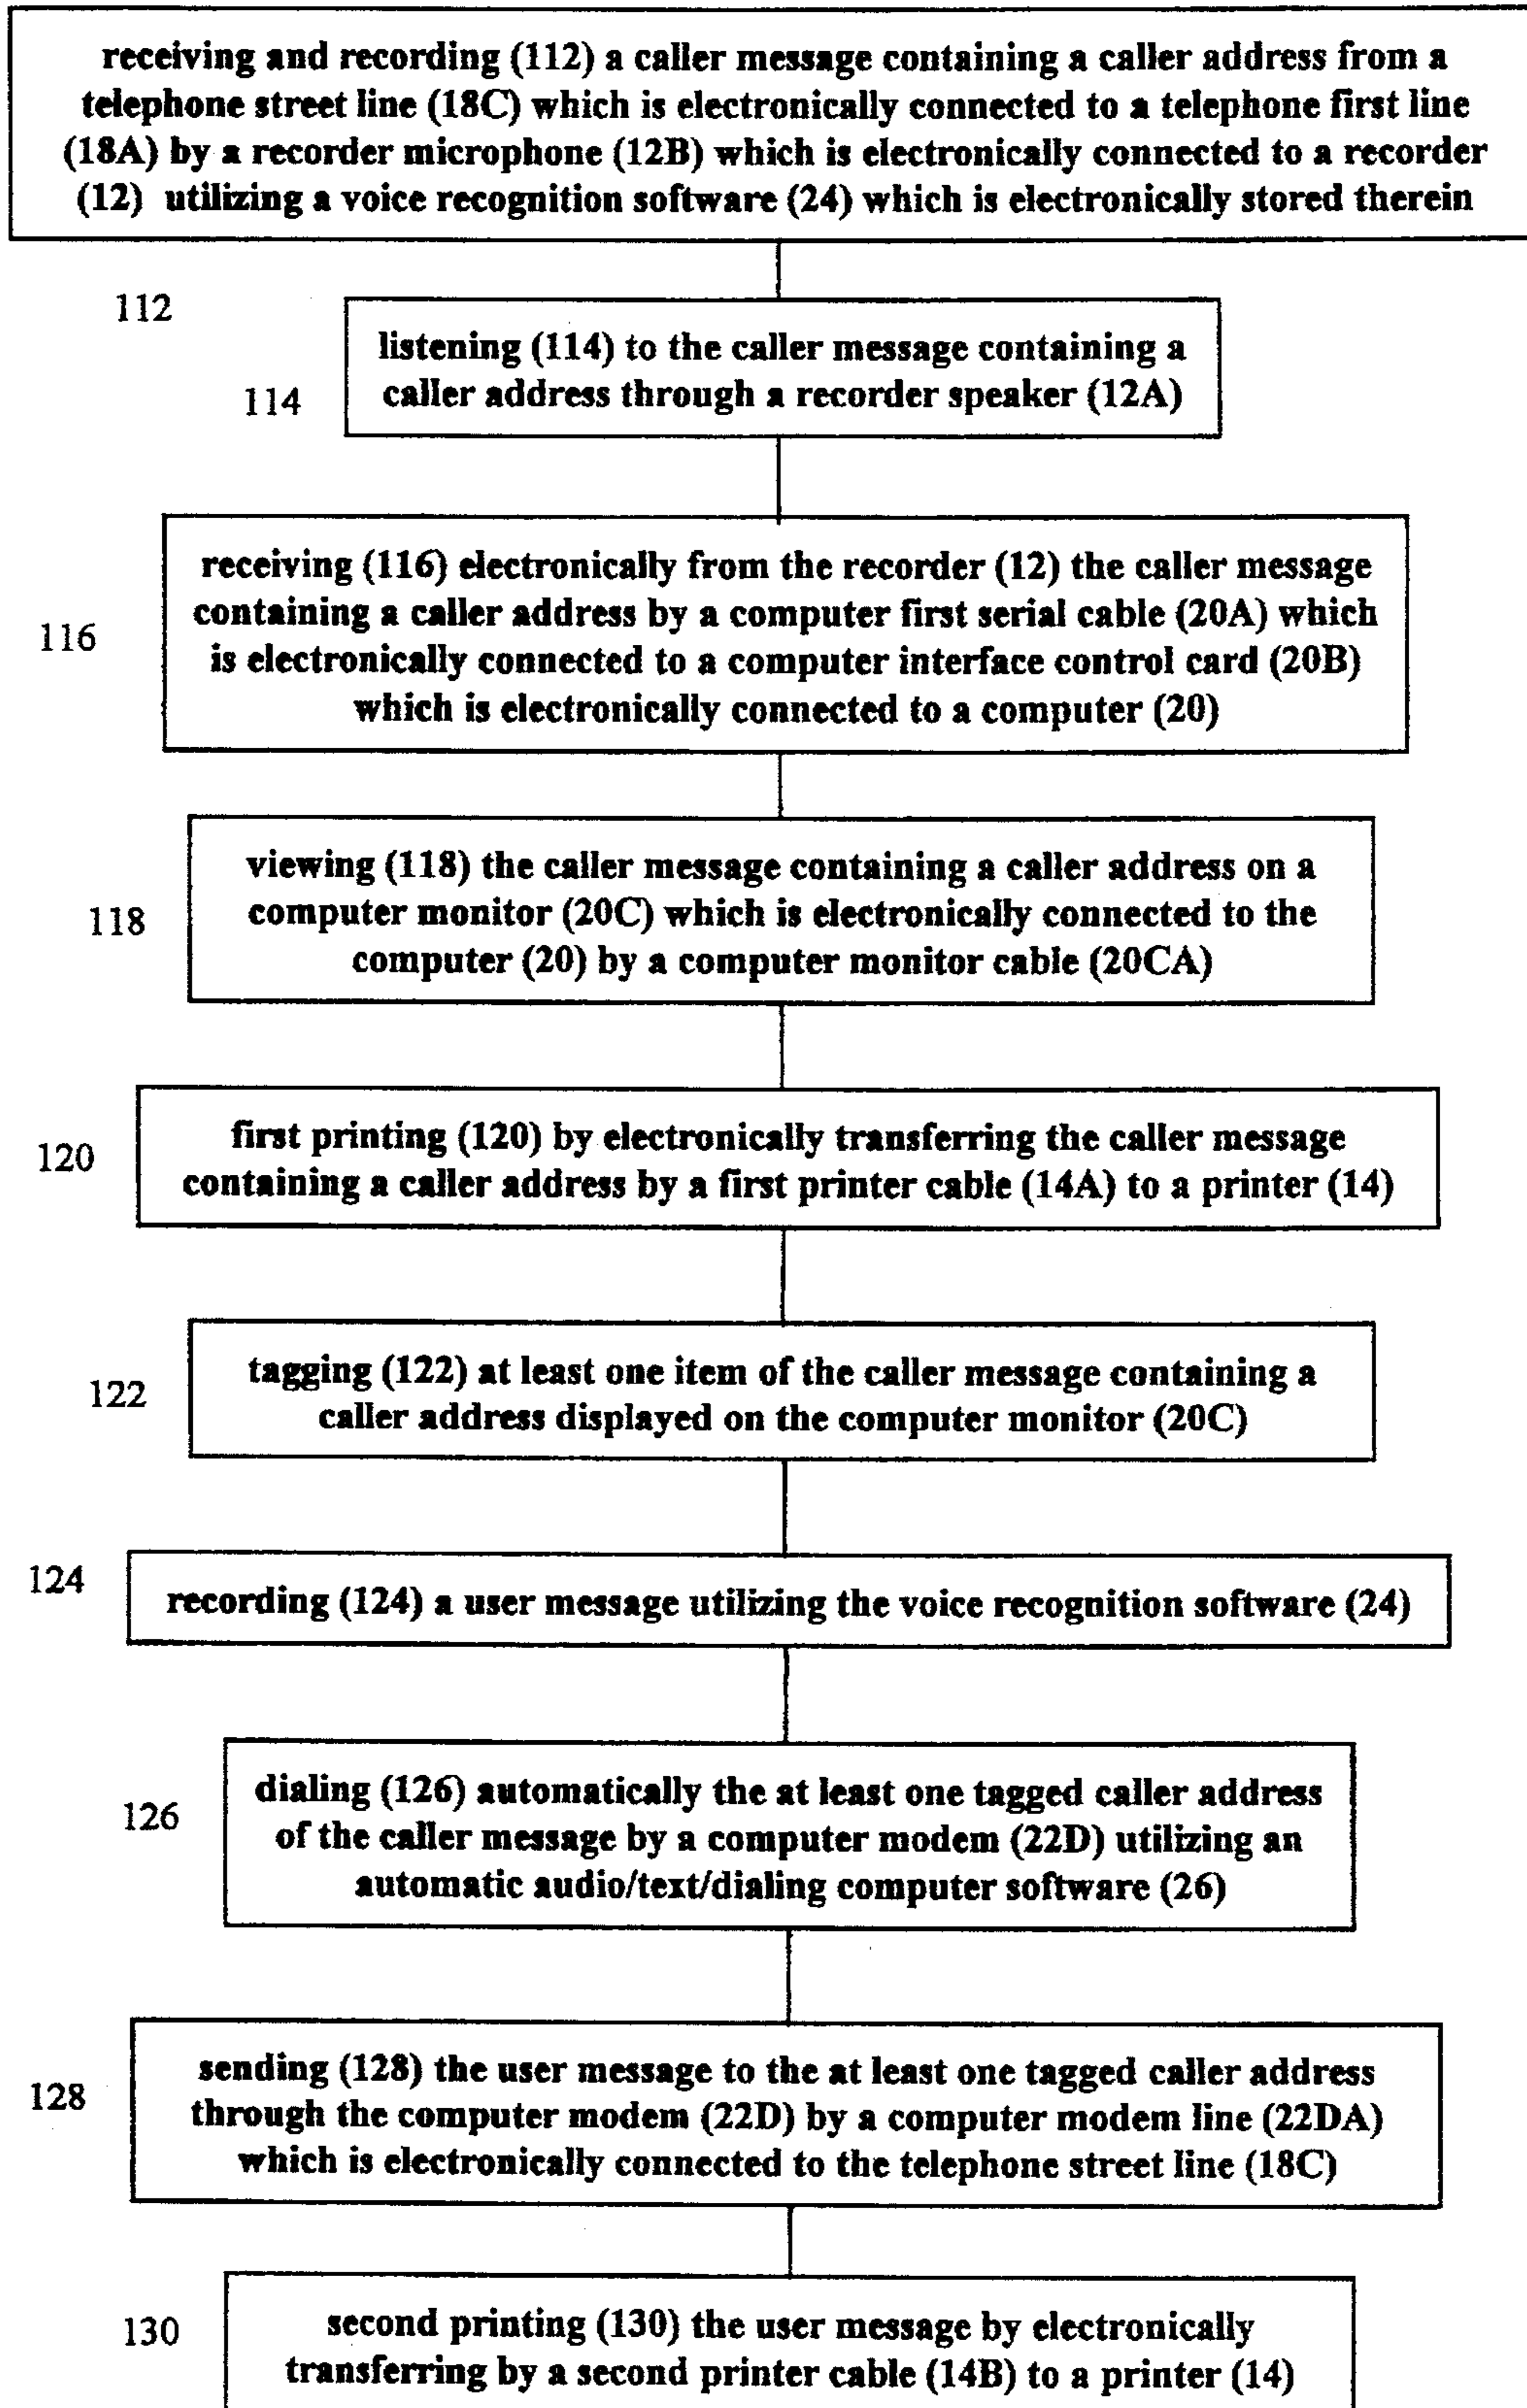 receiving and recording (112) a caller message containing a caller address from a
telephone street line (18C) which is electronically connected to a telephone first line
(18A) by a recorder microphone (12B) which is electronically connected to a recorder
(12) utilizing a voice recognition software (24) which is electronically stored therein
112
listening (114) to the caller message containing a
caller address through a recorder speaker (12A)
114
receiving (116) electronically from the recorder (12) the caller message
containing a caller address by a computer first serial cable (20A) which
is electronically connected to a computer interface control card (20B)
which is electronically connected to a computer (20)
116
viewing (118) the caller message containing a caller address on a
computer monitor (20C) which is electronically connected to the
computer (20) by a computer monitor cable (20CA)
118
first printing (120) by electronically transferring the caller message
containing a caller address by a first printer cable (14A) to a printer (14)
120
tagging (122) at least one item of the caller message containing a
caller address displayed on the computer monitor (20C)
122
124
recording (124) a user message utilizing the voice recognition software (24)
dialing (126) automatically the at least one tagged caller address
of the caller message by a computer modem (22D) utilizing an
automatic audio/text/dialing computer software (26)
126
sending (128) the user message to the at least one tagged caller address
through the computer modem (22D) by a computer modem line (22DA)
which is electronically connected to the telephone street line (18C)
128
second printing (130) the user message by electronically
transferring by a second printer cable (14B) to a printer (14)
130